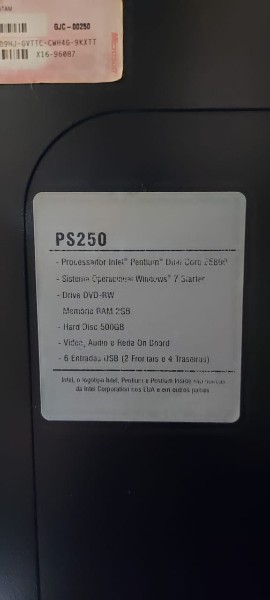 GJC-00250
X16-96087
Microsoft
PS250
- Processador Intel® Pentium® Dual Core
- Sistema Operacional Windows® 7 Starter
- Drive DVD-RW
Memória RAM 2GB
- Hard Disc 500GB
- Vídeo, Audio e Rede On Board
- 6 Entradas USB (2 Frontais e 4 Traseiras)
Intel, o logotipo Intel, Pentium e Pentium Inside são marcas
da Intel Corporation nos EUA e em outros países